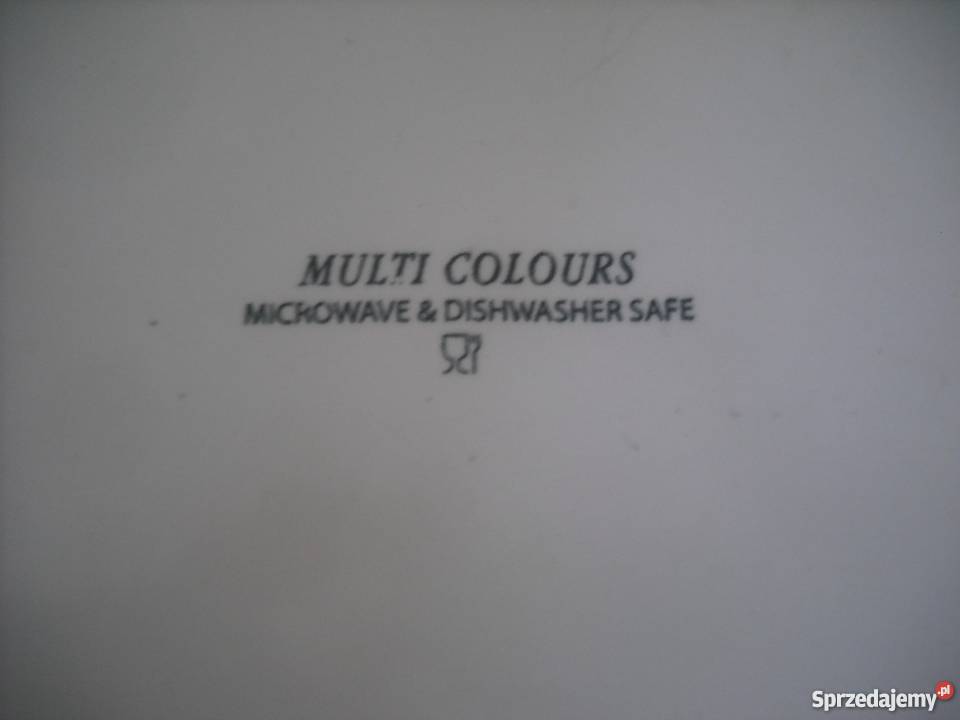 MULTI COLOURS
MICROWAVE & DISHWASHER SAFE
Sprzedajemy.pl